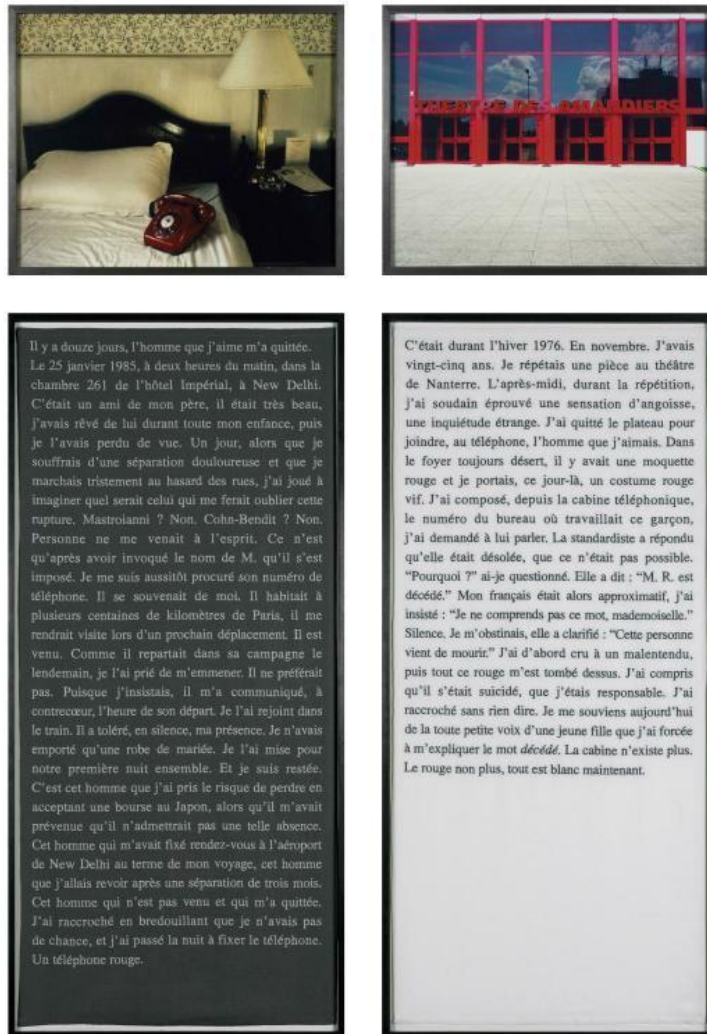 THÉÂTRE DES AMANDIERS
Il y a douze jours, l'homme que j'aime m'a quittée.
Le 25 janvier 1985, à deux heures du matin, dans la
chambre 261 de l'hôtel Impérial, à New Delhi.
C'était un ami de mon père, il était très beau,
j'avais rêvé de lui durant toute mon enfance, puis
je l'avais perdu de vue. Un jour, alors que je
souffrais d'une séparation douloureuse et que je
marchais tristement au hasard des rues, j'ai joué à
imaginer quel serait celui qui me ferait oublier cette
rupture. Mastroianni ? Non. Cohn-Bendit ? Non.
Personne ne me venait à l'esprit. Ce n'est
qu'après avoir invoqué le nom de M. qu'il s'est
imposé. Je me suis aussitôt procuré son numéro de
téléphone. Il se souvenait de moi. Il habitait à
plusieurs centaines de kilomètres de Paris, il me
rendrait visite lors d'un prochain déplacement. Il est
venu. Comme il repartait dans sa campagne le
lendemain, je l'ai prié de m'emmener. Il ne préférait
pas. Puisque j'insistais, il m'a communiqué, à
contrecœur, l'heure de son départ. Je l'ai rejoint dans
le train. Il a toléré, en silence, ma présence. Je n'avais
emporté qu'une robe de mariée. Je l'ai mise pour
notre première nuit ensemble. Et je suis restée.
C'est cet homme que j'ai pris le risque de perdre en
acceptant une bourse au Japon, alors qu'il m'avait
prévenue qu'il n'admettrait pas une telle absence.
Cet homme qui m'avait fixé rendez-vous à l'aéroport
de New Delhi au terme de mon voyage, cet homme
que j'allais revoir après une séparation de trois mois.
Cet homme qui n'est pas venu et qui m'a quittée.
J'ai raccroché en bredouillant que je n'avais pas
de chance, et j'ai passé la nuit à fixer le téléphone.
Un téléphone rouge.
C'était durant l'hiver 1976. En novembre. J'avais
vingt-cinq ans. Je répétais une pièce au théâtre
de Nanterre. L'après-midi, durant la répétition,
j'ai soudain éprouvé une sensation d'angoisse,
une inquiétude étrange. J'ai quitté le plateau pour
joindre, au téléphone, l'homme que j'aimais. Dans
le foyer toujours désert, il y avait une moquette
rouge et je portais, ce jour-là, un costume rouge
vif. J'ai composé, depuis la cabine téléphonique,
le numéro du bureau où travaillait ce garçon,
j'ai demandé à lui parler. La standardiste a répondu
qu'elle était désolée, que ce n'était pas possible.
“Pourquoi ?” ai-je questionné. Elle a dit : “M. R. est
décédé.” Mon français était alors approximatif, j'ai
insisté : “Je ne comprends pas ce mot, mademoiselle.”
Silence. Je m'obstinais, elle a clarifié : “Cette personne
vient de mourir.” J'ai d'abord cru à un malentendu,
puis tout ce rouge m'est tombé dessus. J'ai compris
qu'il s'était suicidé, que j'étais responsable. J'ai
raccroché sans rien dire. Je me souviens aujourd'hui
de la toute petite voix d'une jeune fille que j'ai forcée
à m'expliquer le mot décédé. La cabine n'existe plus.
Le rouge non plus, tout est blanc maintenant.